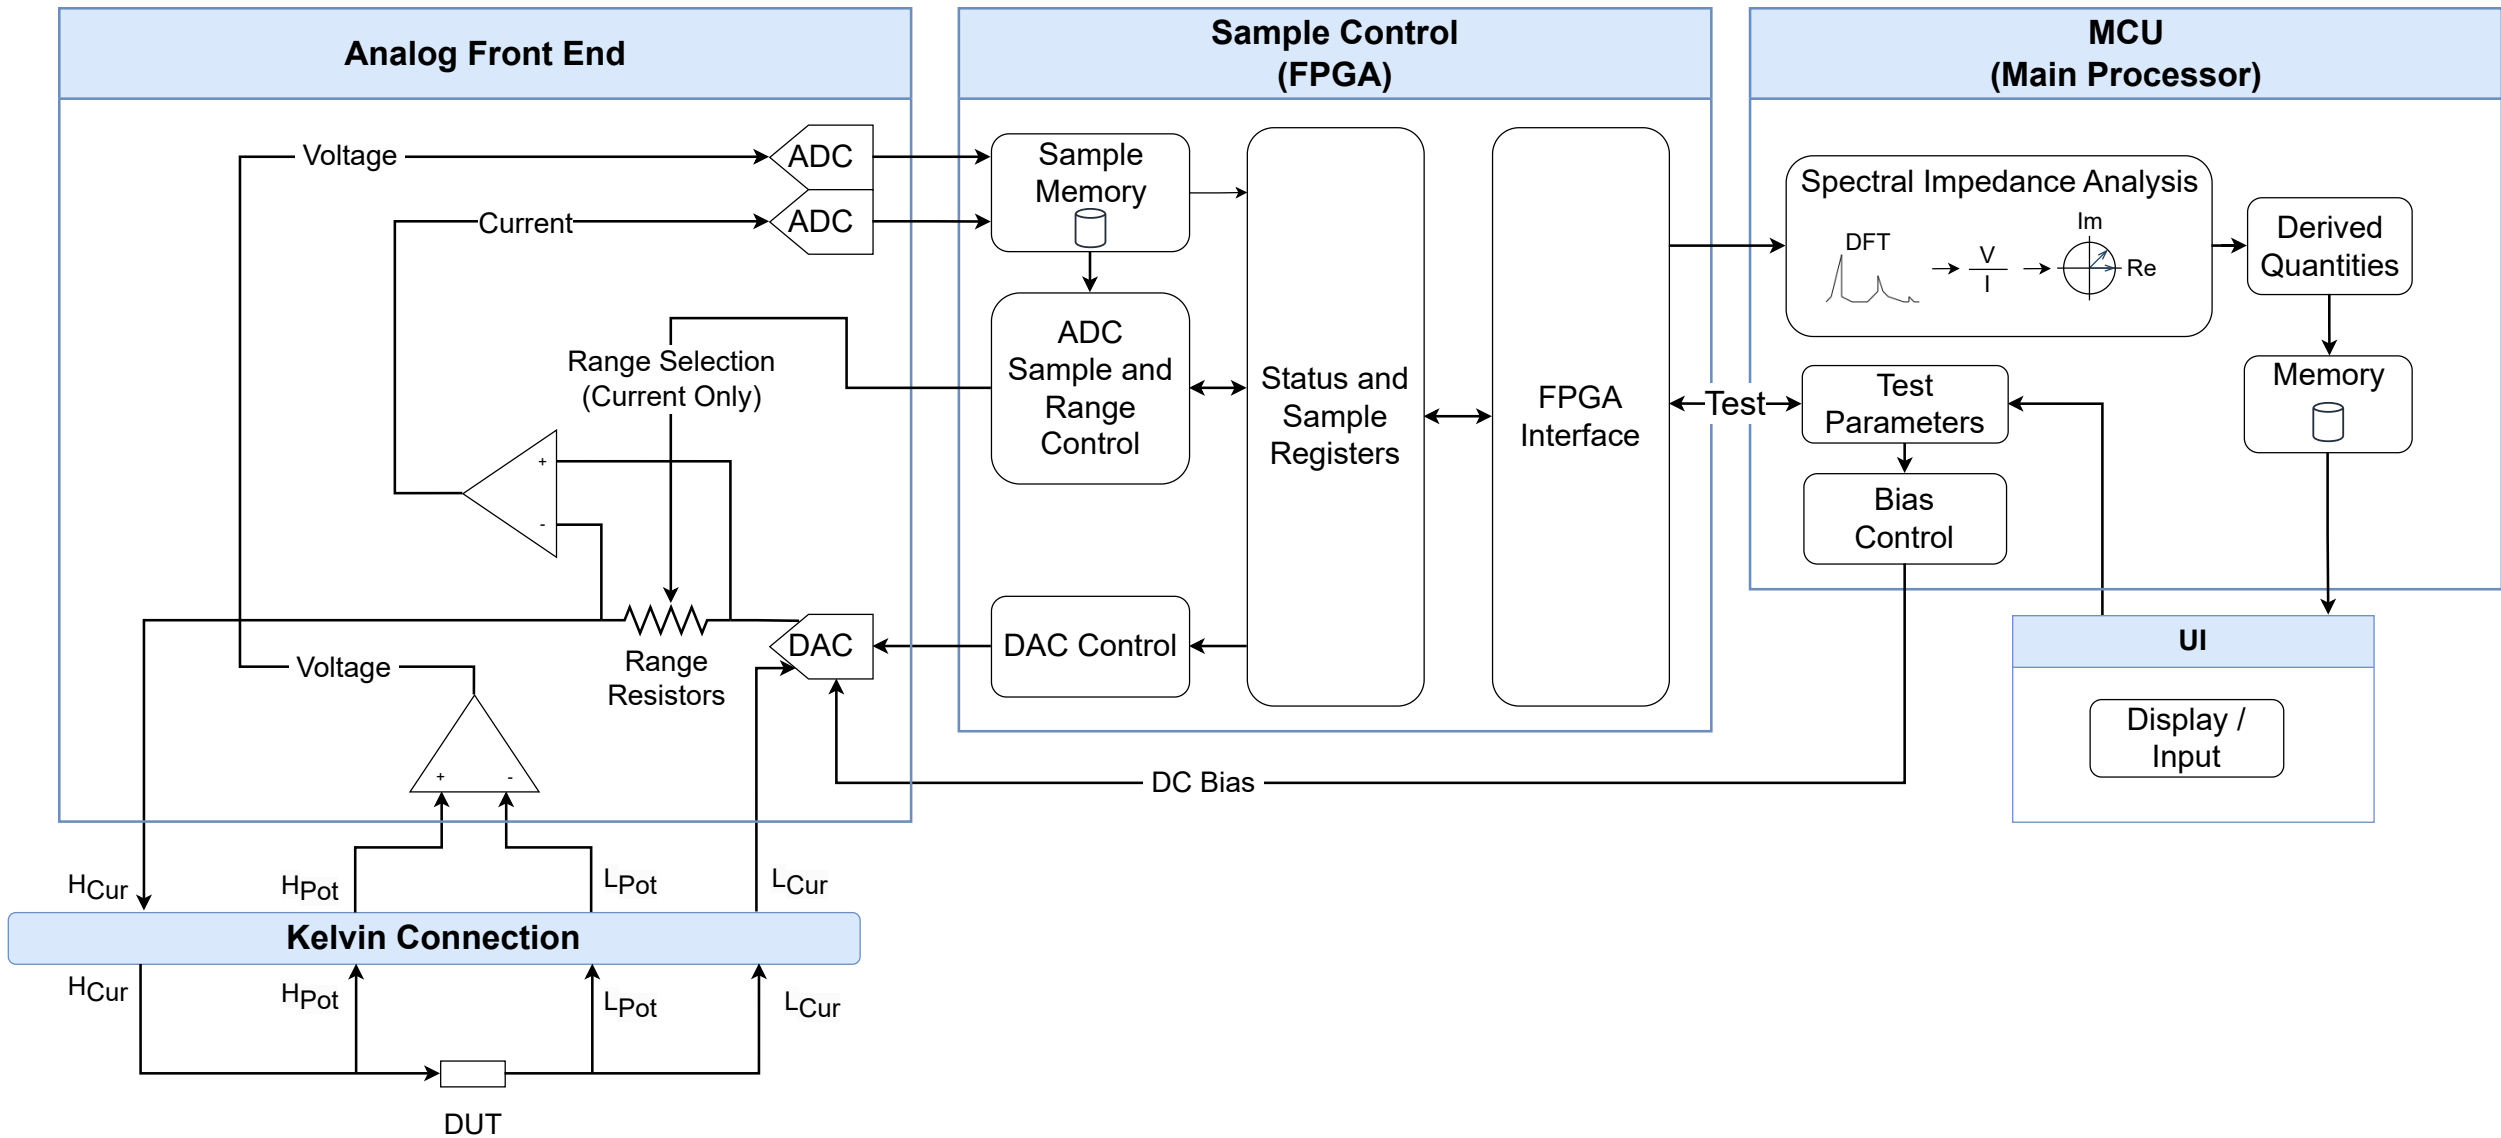 Analog Front End
Sample Control
(FPGA)
MCU
(Main Processor)
Voltage
ADC
Current
ADC
Sample
Memory
Spectral Impedance Analysis
DFT
V
I
Im
Re
Derived
Quantities
Range Selection
(Current Only)
ADC
Sample and
Range
Control
Status and
Sample
Registers
FPGA
Interface
Test
Test
Parameters
Memory
+
-
Bias
Control
Range
Resistors
DAC
DAC Control
Voltage
+
-
DC Bias
UI
Display /
Input
HCur
HPot
LPot
LCur
Kelvin Connection
HCur
HPot
LPot
LCur
DUT